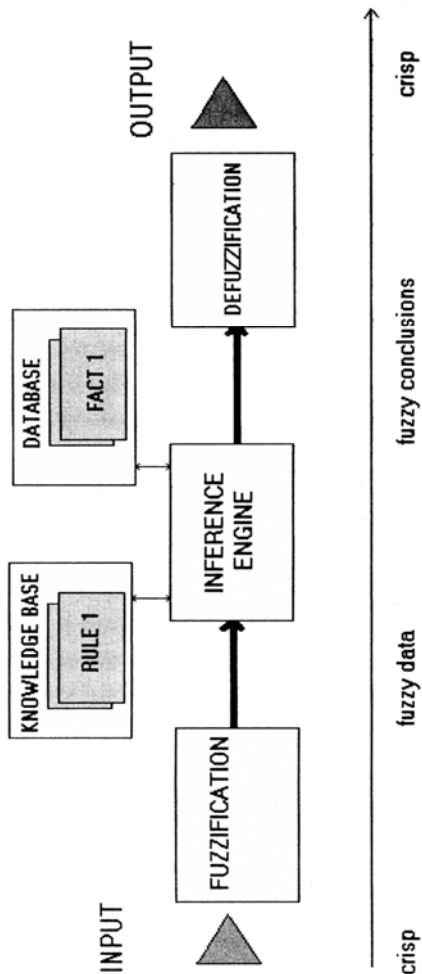 KNOWLEDGE BASE
RULE 1
DATABASE
FACT 1
INPUT
OUTPUT
FUZZIFICATION
INFERENCE
ENGINE
DEFUZZIFICATION
crisp
fuzzy data
fuzzy conclusions
crisp